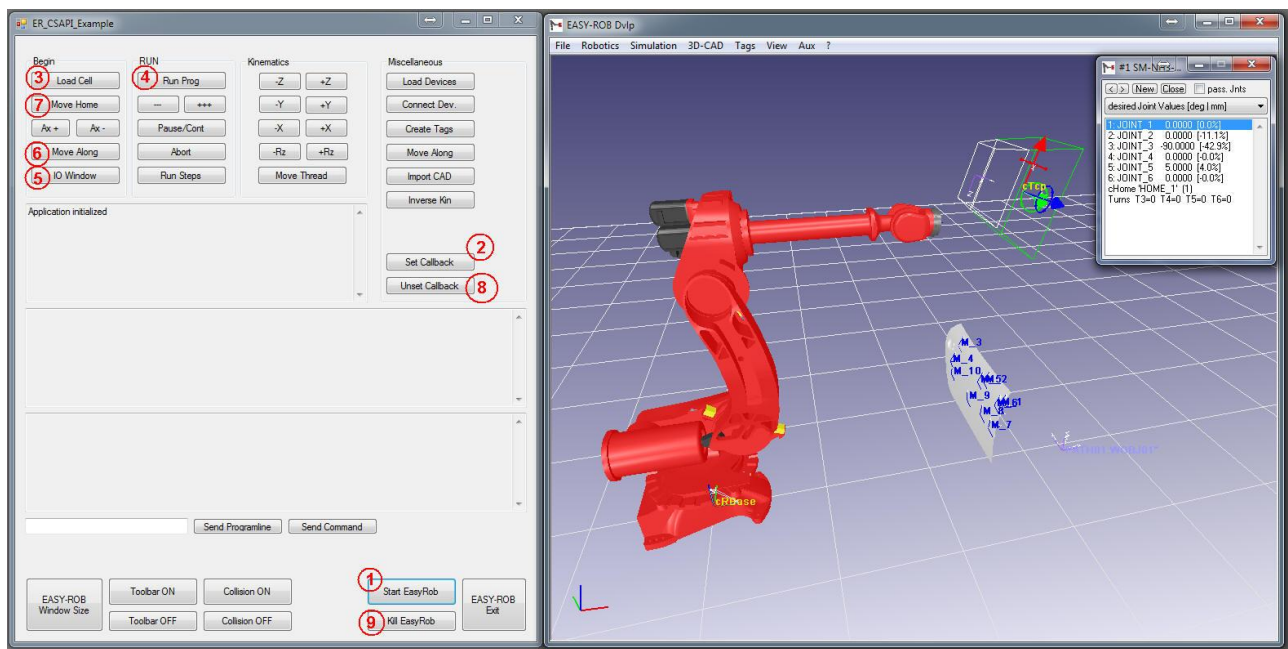 ER_CSAPI_Example
Begin
RUN
Kinematics
Miscellaneous
3 Load Cell
4 Run Prog
-Z +Z
Load Devices
7 Move Home
--- +++
-Y +Y
Connect Dev.
Ax + Ax -
Pause/Cont
-X +X
Create Tags
6 Move Along
Abort
-Rz +Rz
Move Along
5 IO Window
Run Steps
Move Thread
Import CAD
Inverse Kin
Application initialized
2
Set Callback
Unset Callback 8
Send Programline Send Command
EASY-ROB
Window Size
Toolbar ON Collision ON
1 Start EasyRob
EASY-ROB
Exit
Toolbar OFF Collision OFF
9 Kill EasyRob
EASY-ROB Dvlp
File Robotics Simulation 3D-CAD Tags View Aux ?
< > New Close pass. Jnts
desired Joint Values [deg | mm]
1: JOINT_1 0.0000 [0.0%]
2: JOINT_2 0.0000 [-11.1%]
3: JOINT_3 -90.0000 [-42.9%]
4: JOINT_4 0.0000 [-0.0%]
5: JOINT_5 5.0000 [4.0%]
6: JOINT_6 0.0000 [-0.0%]
cHome 'HOME_1' (1)
Turns T3=0 T4=0 T5=0 T6=0
cTcp
M_3
M_4
M_10
M_9
M_8
M_7
cRBase